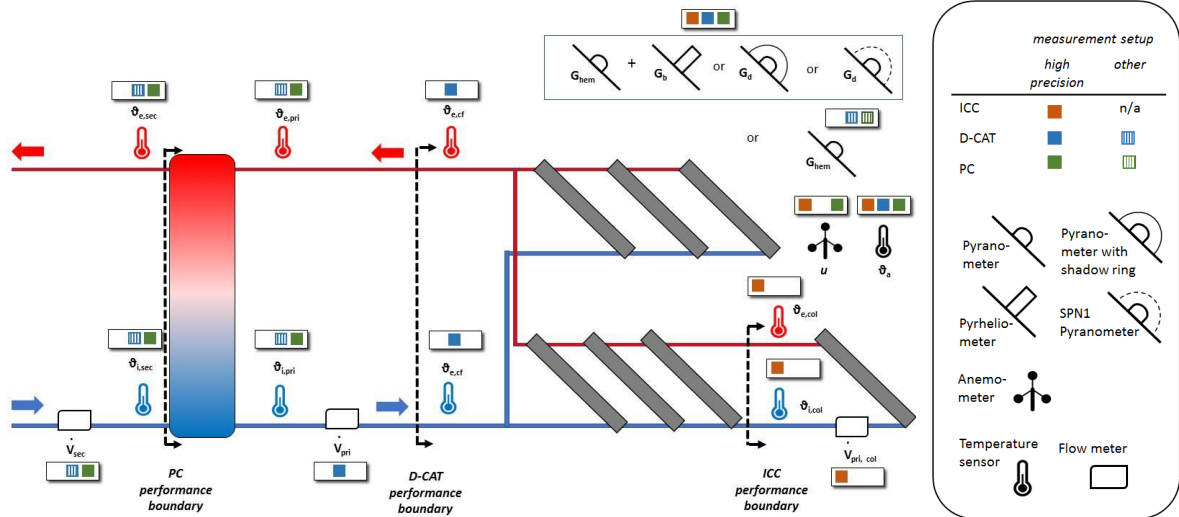 G_hem + G_b or G_d or G_d
or
G_hem
ϑ_e,sec
ϑ_e,pri
ϑ_e,cf
u
ϑ_a
ϑ_e,col
ϑ_i,sec
ϑ_i,pri
ϑ_e,cf
ϑ_i,col
V̇_sec
V̇_pri
V̇_pri, col
PC
performance
boundary
D-CAT
performance
boundary
ICC
performance
boundary
measurement setup
high other
precision
ICC n/a
D-CAT
PC
Pyrano-
meter
Pyrano-
meter with
shadow ring
Pyrhelio-
meter
SPN1
Pyranometer
Anemo-
meter
Temperature
sensor
Flow meter